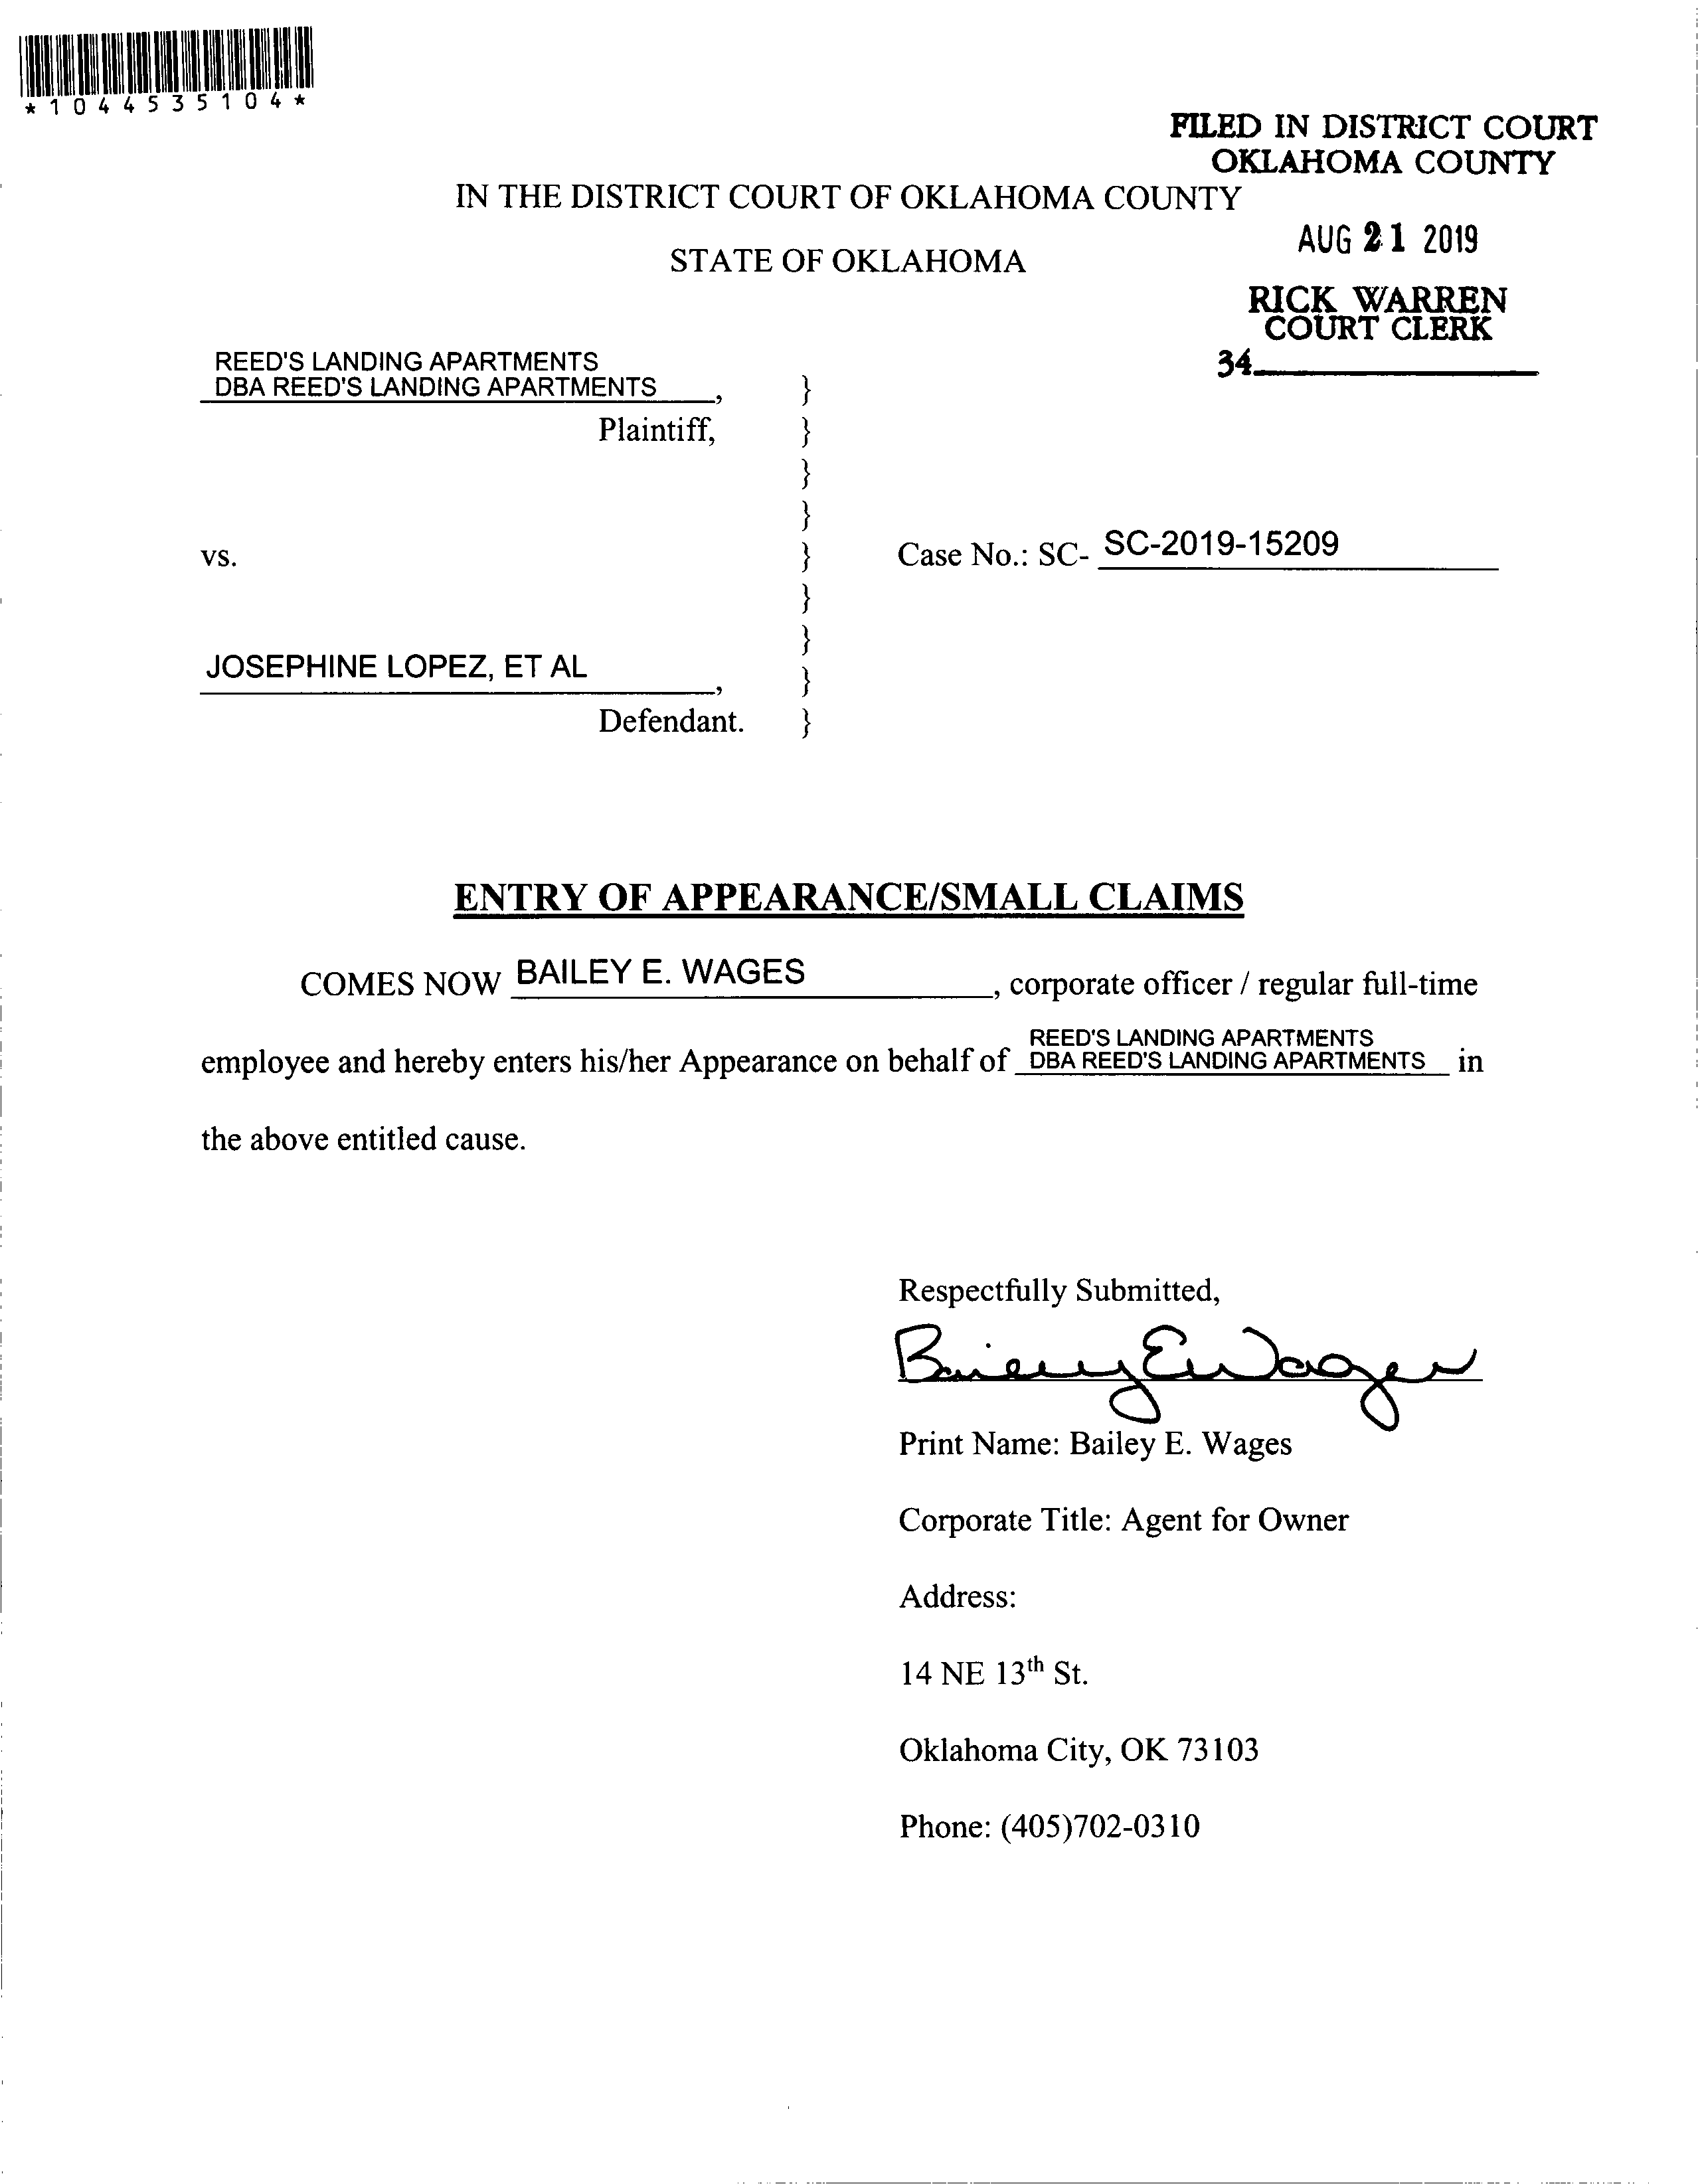 *1044535104*
FILED IN DISTRICT COURT
OKLAHOMA COUNTY
IN THE DISTRICT COURT OF OKLAHOMA COUNTY
AUG 21 2019
STATE OF OKLAHOMA
RICK WARREN
COURT CLERK
34
REED'S LANDING APARTMENTS
DBA REED'S LANDING APARTMENTS, }
Plaintiff, }
}
}
vs. } Case No.: SC- SC-2019-15209
}
}
JOSEPHINE LOPEZ, ET AL, }
Defendant. }
ENTRY OF APPEARANCE/SMALL CLAIMS
COMES NOW BAILEY E. WAGES, corporate officer / regular full-time
REED'S LANDING APARTMENTS
employee and hereby enters his/her Appearance on behalf of DBA REED'S LANDING APARTMENTS in
the above entitled cause.
Respectfully Submitted,
Bailey E Wages
Print Name: Bailey E. Wages
Corporate Title: Agent for Owner
Address:
14 NE 13th St.
Oklahoma City, OK 73103
Phone: (405)702-0310